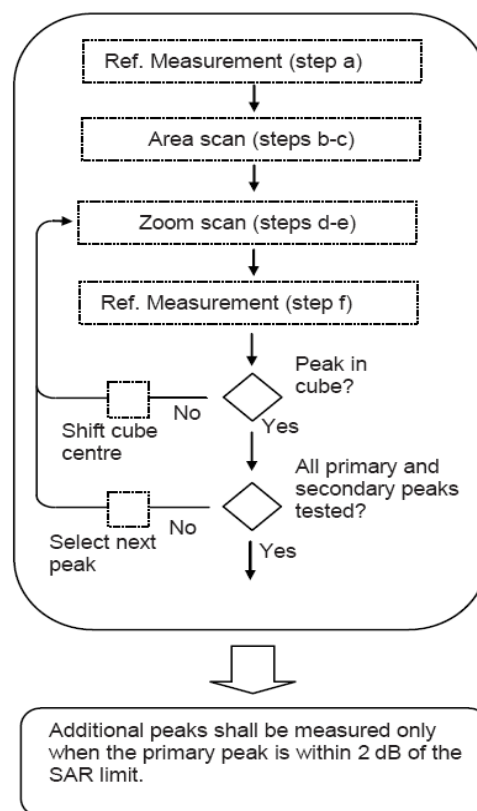 Ref. Measurement (step a)
Area scan (steps b-c)
Zoom scan (steps d-e)
Ref. Measurement (step f)
Peak in
cube?
No
Yes
Shift cube
centre
All primary and
secondary peaks
tested?
No
Yes
Select next
peak
Additional peaks shall be measured only
when the primary peak is within 2 dB of the
SAR limit.